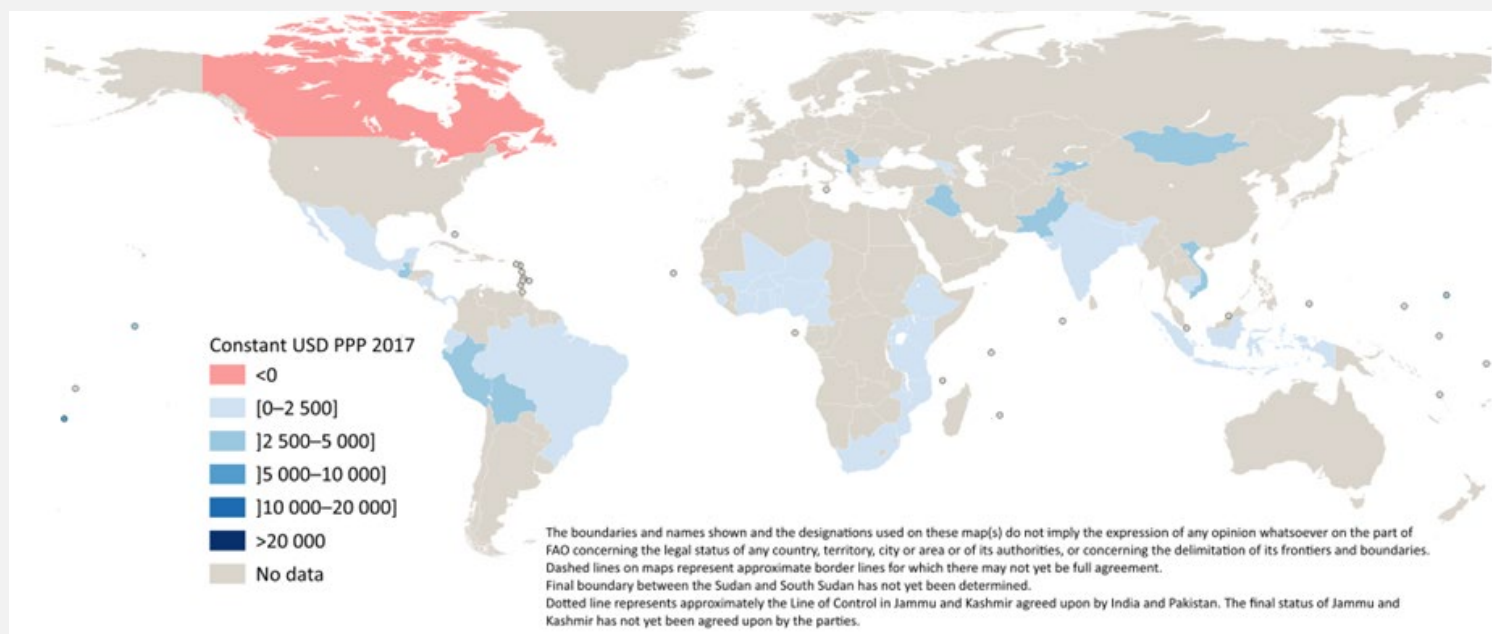 Constant USD PPP 2017
<0
[0–2 500]
]2 500–5 000]
]5 000–10 000]
]10 000–20 000]
>20 000
No data
The boundaries and names shown and the designations used on these map(s) do not imply the expression of any opinion whatsoever on the part of
FAO concerning the legal status of any country, territory, city or area or of its authorities, or concerning the delimitation of its frontiers and boundaries.
Dashed lines on maps represent approximate border lines for which there may not yet be full agreement.
Final boundary between the Sudan and South Sudan has not yet been determined.
Dotted line represents approximately the Line of Control in Jammu and Kashmir agreed upon by India and Pakistan. The final status of Jammu and
Kashmir has not yet been agreed upon by the parties.